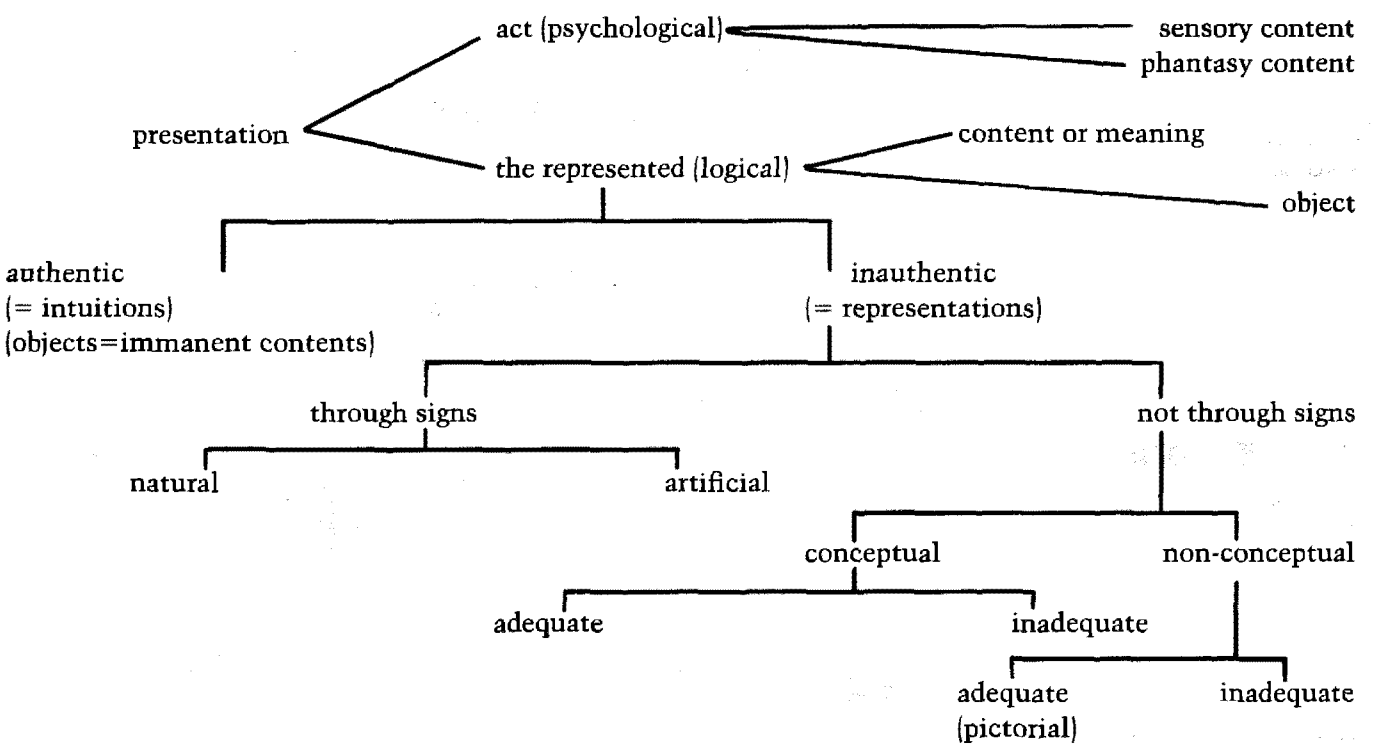 act (psychological)
sensory content
phantasy content
presentation
content or meaning
the represented (logical)
object
authentic
(= intuitions)
(objects=immanent contents)
inauthentic
(= representations)
through signs
not through signs
natural
artificial
conceptual
non-conceptual
adequate
inadequate
adequate
(pictorial)
inadequate